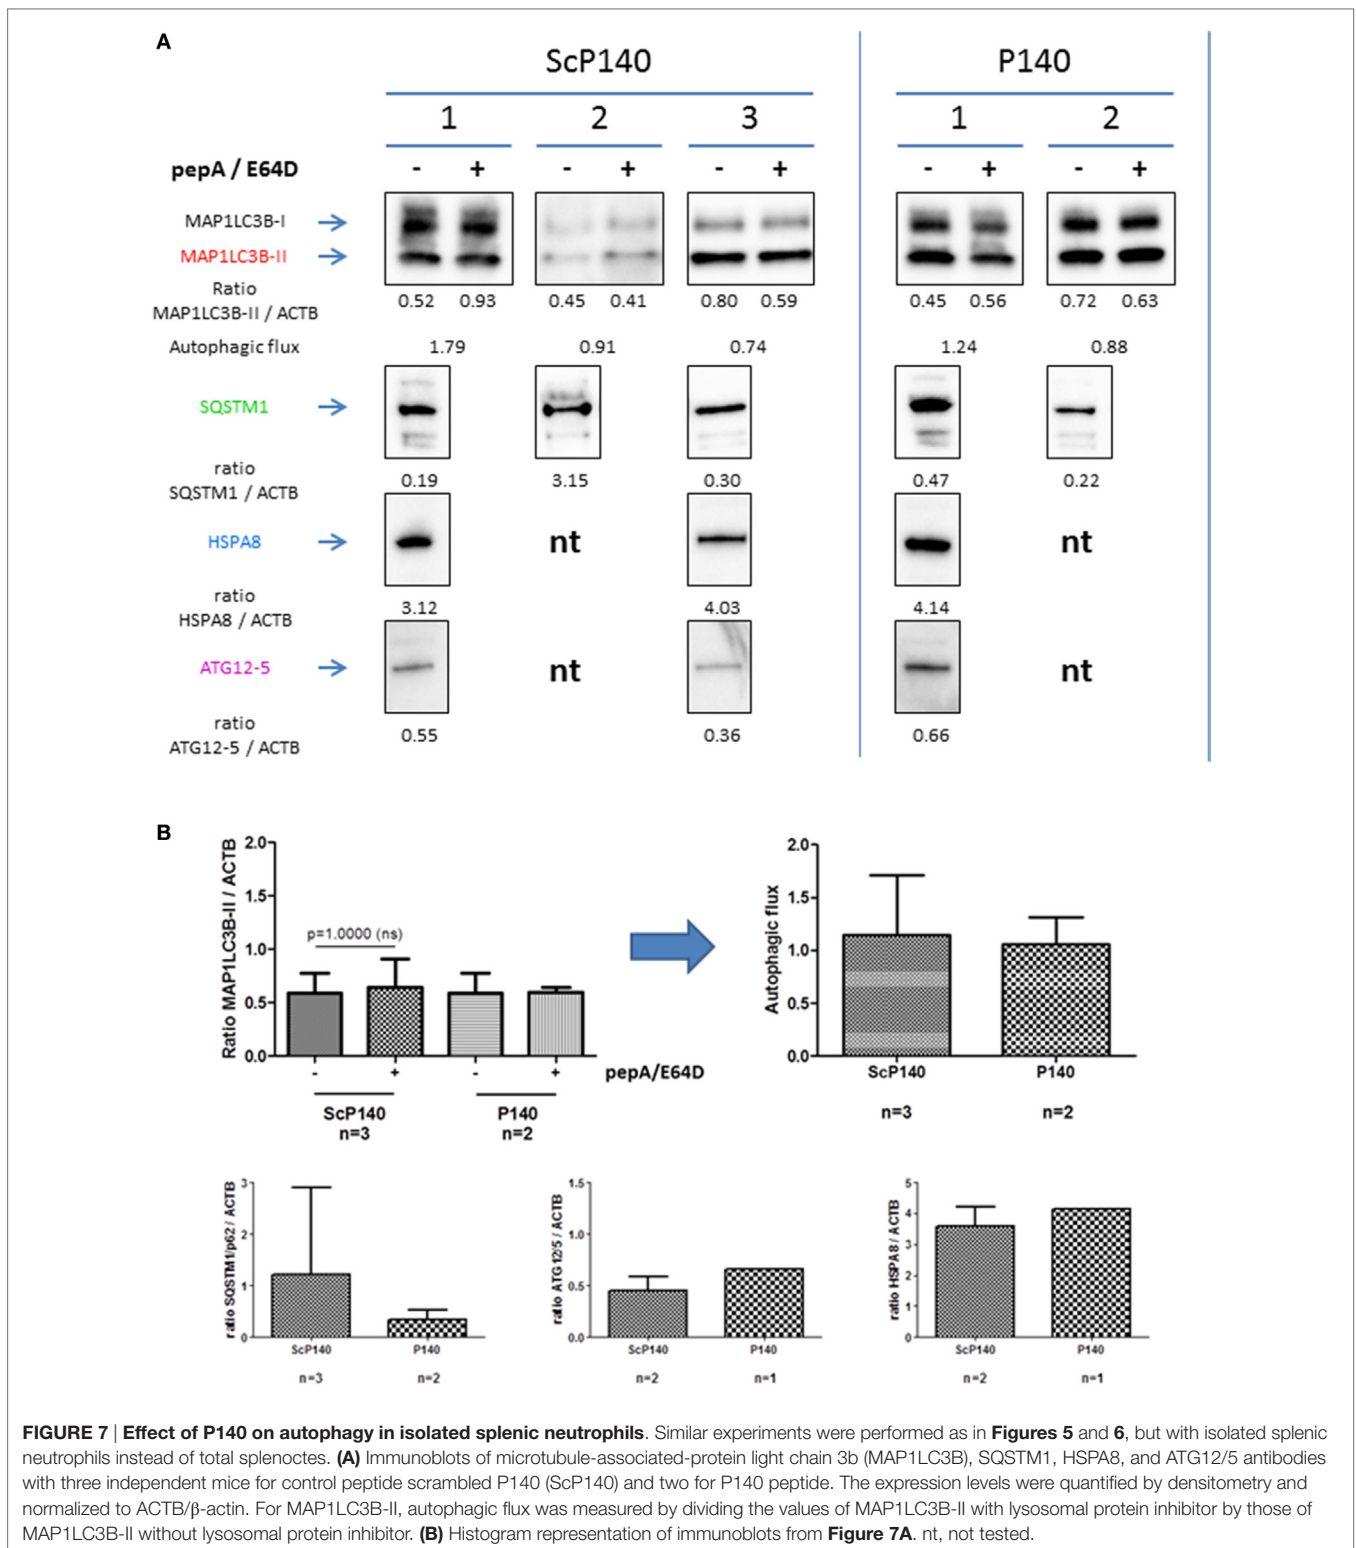 A
ScP140 P140
1 2 3 1 2
pepA / E64D - + - + - + - + - +
MAP1LC3B-I
MAP1LC3B-II
Ratio
MAP1LC3B-II / ACTB
0.52 0.93 0.45 0.41 0.80 0.59 0.45 0.56 0.72 0.63
Autophagic flux 1.79 0.91 0.74 1.24 0.88
SQSTM1
ratio
SQSTM1 / ACTB
0.19 3.15 0.30 0.47 0.22
HSPA8 nt nt
ratio
HSPA8 / ACTB
3.12 4.03 4.14
ATG12-5 nt nt
ratio
ATG12-5 / ACTB
0.55 0.36 0.66
B
Ratio MAP1LC3B-II / ACTB
2.0
1.5
1.0
0.5
0.0
p=1.0000 (ns)
- + - + pepA/E64D
ScP140 P140
n=3 n=2
Autophagic flux
2.0
1.5
1.0
0.5
0.0
ScP140 P140
n=3 n=2
ratio SQSTM1/p62 / ACTB
3
2
1
0
ScP140 P140
n=3 n=2
ratio ATG12/5 / ACTB
1.5
1.0
0.5
0.0
ScP140 P140
n=2 n=1
ratio HSPA8 / ACTB
5
4
3
2
1
0
ScP140 P140
n=2 n=1
FIGURE 7 | Effect of P140 on autophagy in isolated splenic neutrophils. Similar experiments were performed as in Figures 5 and 6, but with isolated splenic
neutrophils instead of total splenoctes. (A) Immunoblots of microtubule-associated-protein light chain 3b (MAP1LC3B), SQSTM1, HSPA8, and ATG12/5 antibodies
with three independent mice for control peptide scrambled P140 (ScP140) and two for P140 peptide. The expression levels were quantified by densitometry and
normalized to ACTB/β-actin. For MAP1LC3B-II, autophagic flux was measured by dividing the values of MAP1LC3B-II with lysosomal protein inhibitor by those of
MAP1LC3B-II without lysosomal protein inhibitor. (B) Histogram representation of immunoblots from Figure 7A. nt, not tested.